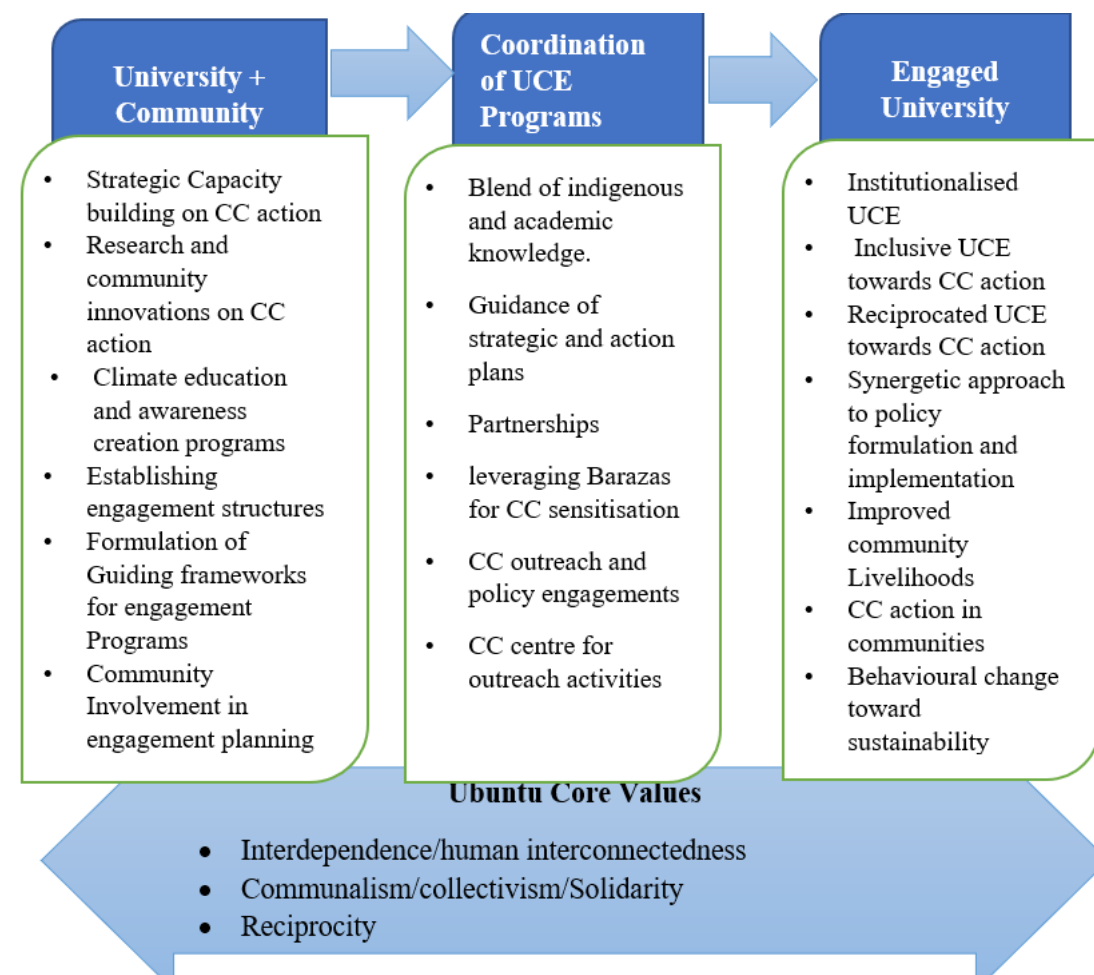 University +
Community
• Strategic Capacity
building on CC action
• Research and
community
innovations on CC
action
• Climate education
and awareness
creation programs
• Establishing
engagement structures
• Formulation of
Guiding frameworks
for engagement
Programs
• Community
Involvement in
engagement planning
Coordination
of UCE
Programs
• Blend of indigenous
and academic
knowledge.
• Guidance of
strategic and action
plans
• Partnerships
• leveraging Barazas
for CC sensitisation
• CC outreach and
policy engagements
• CC centre for
outreach activities
Engaged
University
• Institutionalised
UCE
• Inclusive UCE
towards CC action
• Reciprocated UCE
towards CC action
• Synergetic approach
to policy
formulation and
implementation
• Improved
community
Livelihoods
• CC action in
communities
• Behavioural change
toward
sustainability
Ubuntu Core Values
• Interdependence/human interconnectedness
• Communalism/collectivism/Solidarity
• Reciprocity